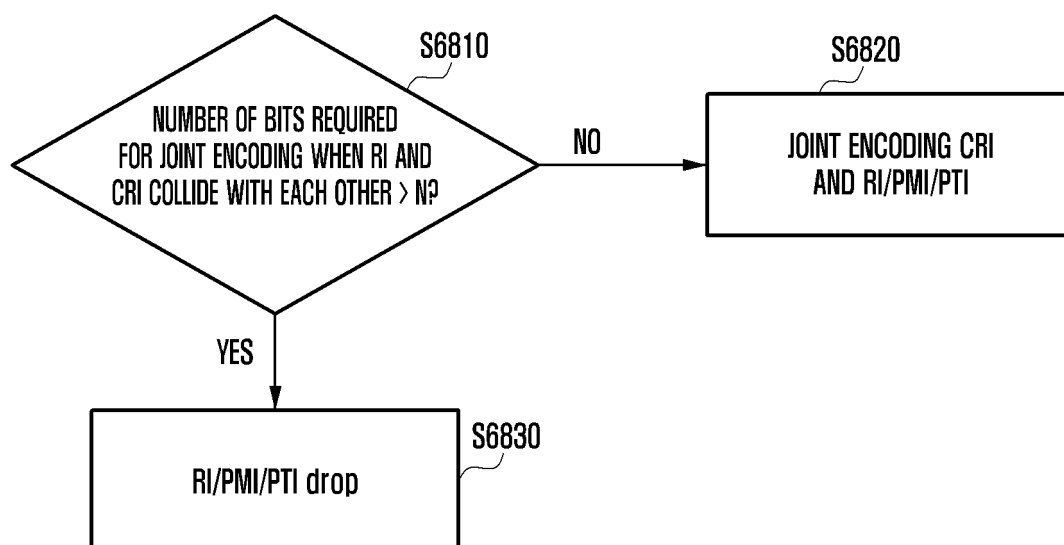 S6810
NUMBER OF BITS REQUIRED
FOR JOINT ENCODING WHEN RI AND
CRI COLLIDE WITH EACH OTHER > N?
NO
S6820
JOINT ENCODING CRI
AND RI/PMI/PTI
YES
S6830
RI/PMI/PTI drop